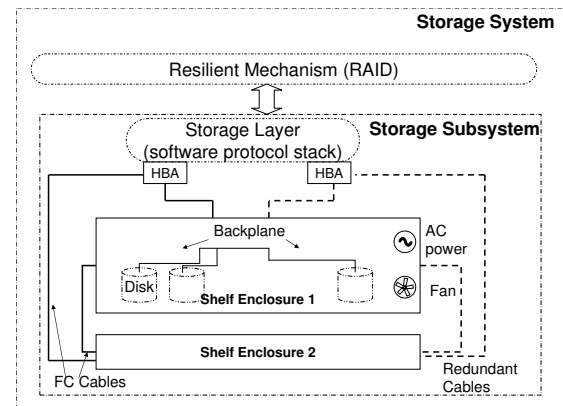 Storage System
Resilient Mechanism (RAID)
Storage Layer
(software protocol stack)
Storage Subsystem
HBA
HBA
Backplane
AC
power
Disk
Fan
Shelf Enclosure 1
Shelf Enclosure 2
FC Cables
Redundant
Cables